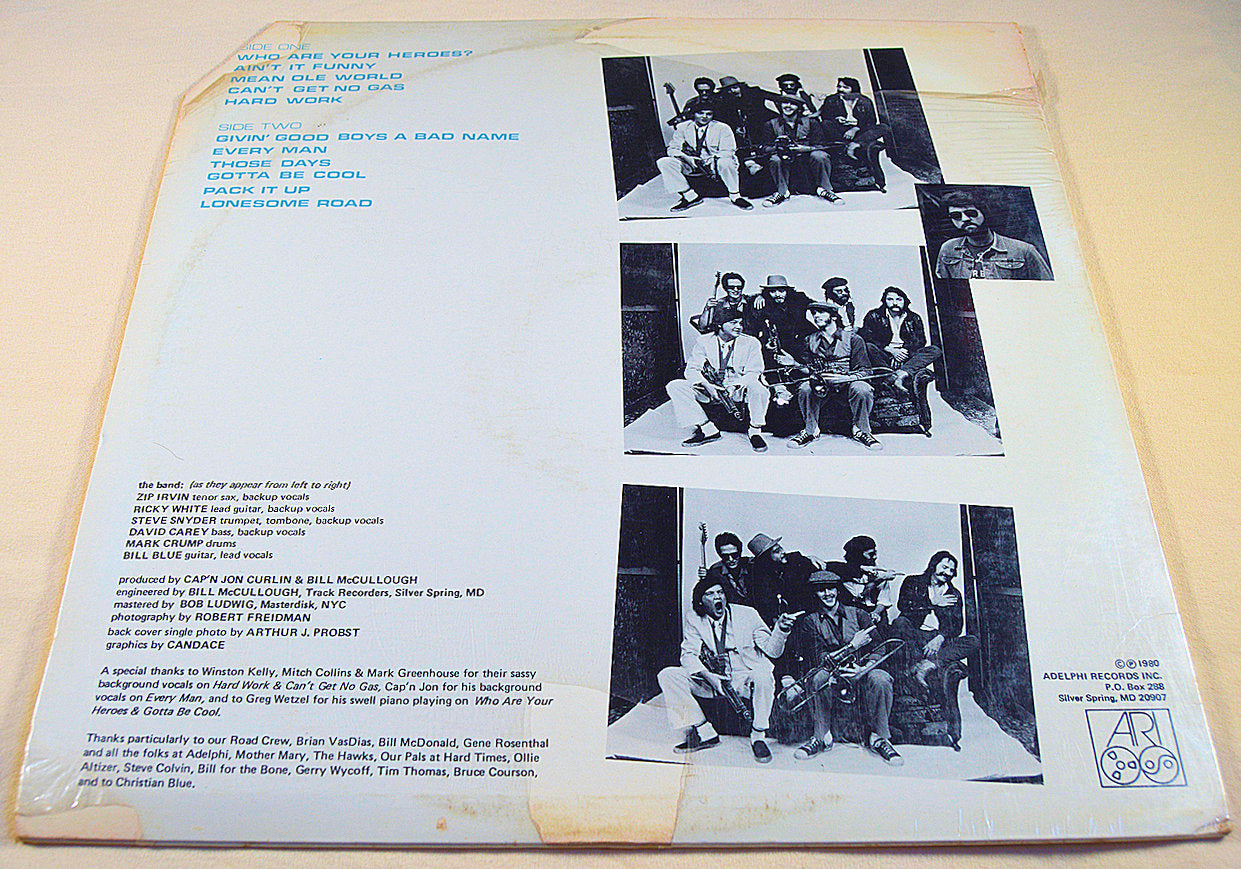 SIDE ONE
WHO ARE YOUR HEROES?
AIN'T IT FUNNY
MEAN OLE WORLD
CAN'T GET NO GAS
HARD WORK
SIDE TWO
GIVIN' GOOD BOYS A BAD NAME
EVERY MAN
THOSE DAYS
GOTTA BE COOL
PACK IT UP
LONESOME ROAD
the band: (as they appear from left to right)
ZIP IRVIN tenor sax, backup vocals
RICKY WHITE lead guitar, backup vocals
STEVE SNYDER trumpet, tombone, backup vocals
DAVID CAREY bass, backup vocals
MARK CRUMP drums
BILL BLUE guitar, lead vocals
produced by CAP'N JON CURLIN & BILL McCULLOUGH
engineered by BILL McCULLOUGH, Track Recorders, Silver Spring, MD
mastered by BOB LUDWIG, Masterdisk, NYC
photography by ROBERT FREIDMAN
back cover single photo by ARTHUR J. PROBST
graphics by CANDACE
A special thanks to Winston Kelly, Mitch Collins & Mark Greenhouse for their sassy
background vocals on Hard Work & Can't Get No Gas, Cap'n Jon for his background
vocals on Every Man, and to Greg Wetzel for his swell piano playing on Who Are Your
Heroes & Gotta Be Cool.
Thanks particularly to our Road Crew, Brian VasDias, Bill McDonald, Gene Rosenthal
and all the folks at Adelphi, Mother Mary, The Hawks, Our Pals at Hard Times, Ollie
Altizer, Steve Colvin, Bill for the Bone, Gerry Wycoff, Tim Thomas, Bruce Courson,
and to Christian Blue.
© ℗ 1980
ADELPHI RECORDS INC.
P.O. Box 288
Silver Spring, MD 20907
ARI